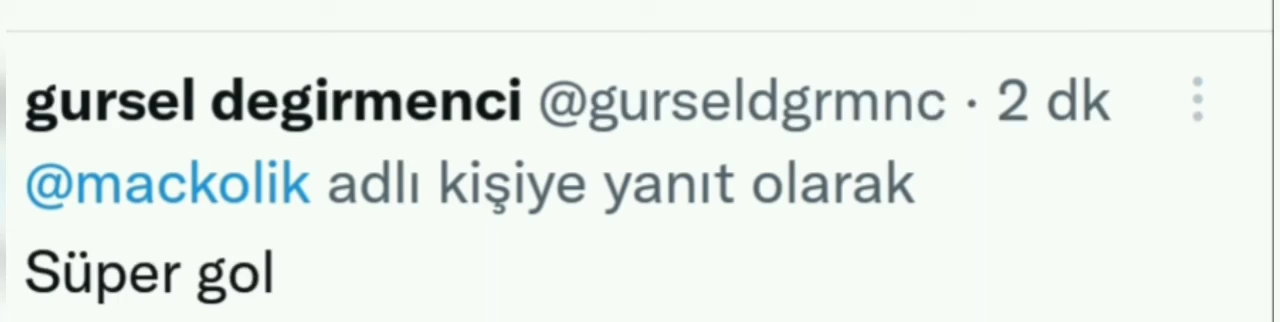 gursel degirmenci @gurseldgrmnc · 2 dk
@mackolik adlı kişiye yanıt olarak
Süper gol